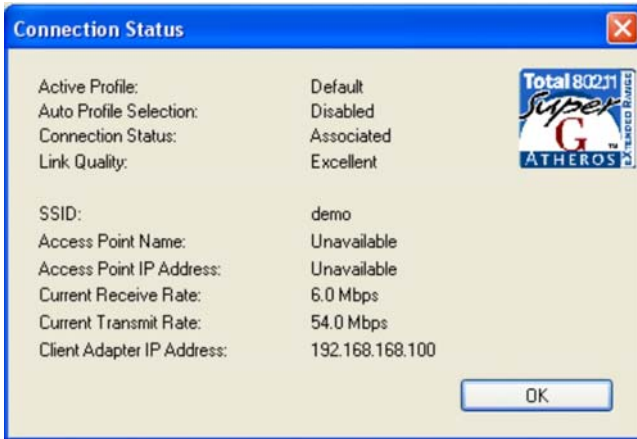 Connection Status
Active Profile: Default
Auto Profile Selection: Disabled
Connection Status: Associated
Link Quality: Excellent
Total 802.11
Super
G™
ATHEROS
EXTENDED RANGE
SSID: demo
Access Point Name: Unavailable
Access Point IP Address: Unavailable
Current Receive Rate: 6.0 Mbps
Current Transmit Rate: 54.0 Mbps
Client Adapter IP Address: 192.168.168.100
OK